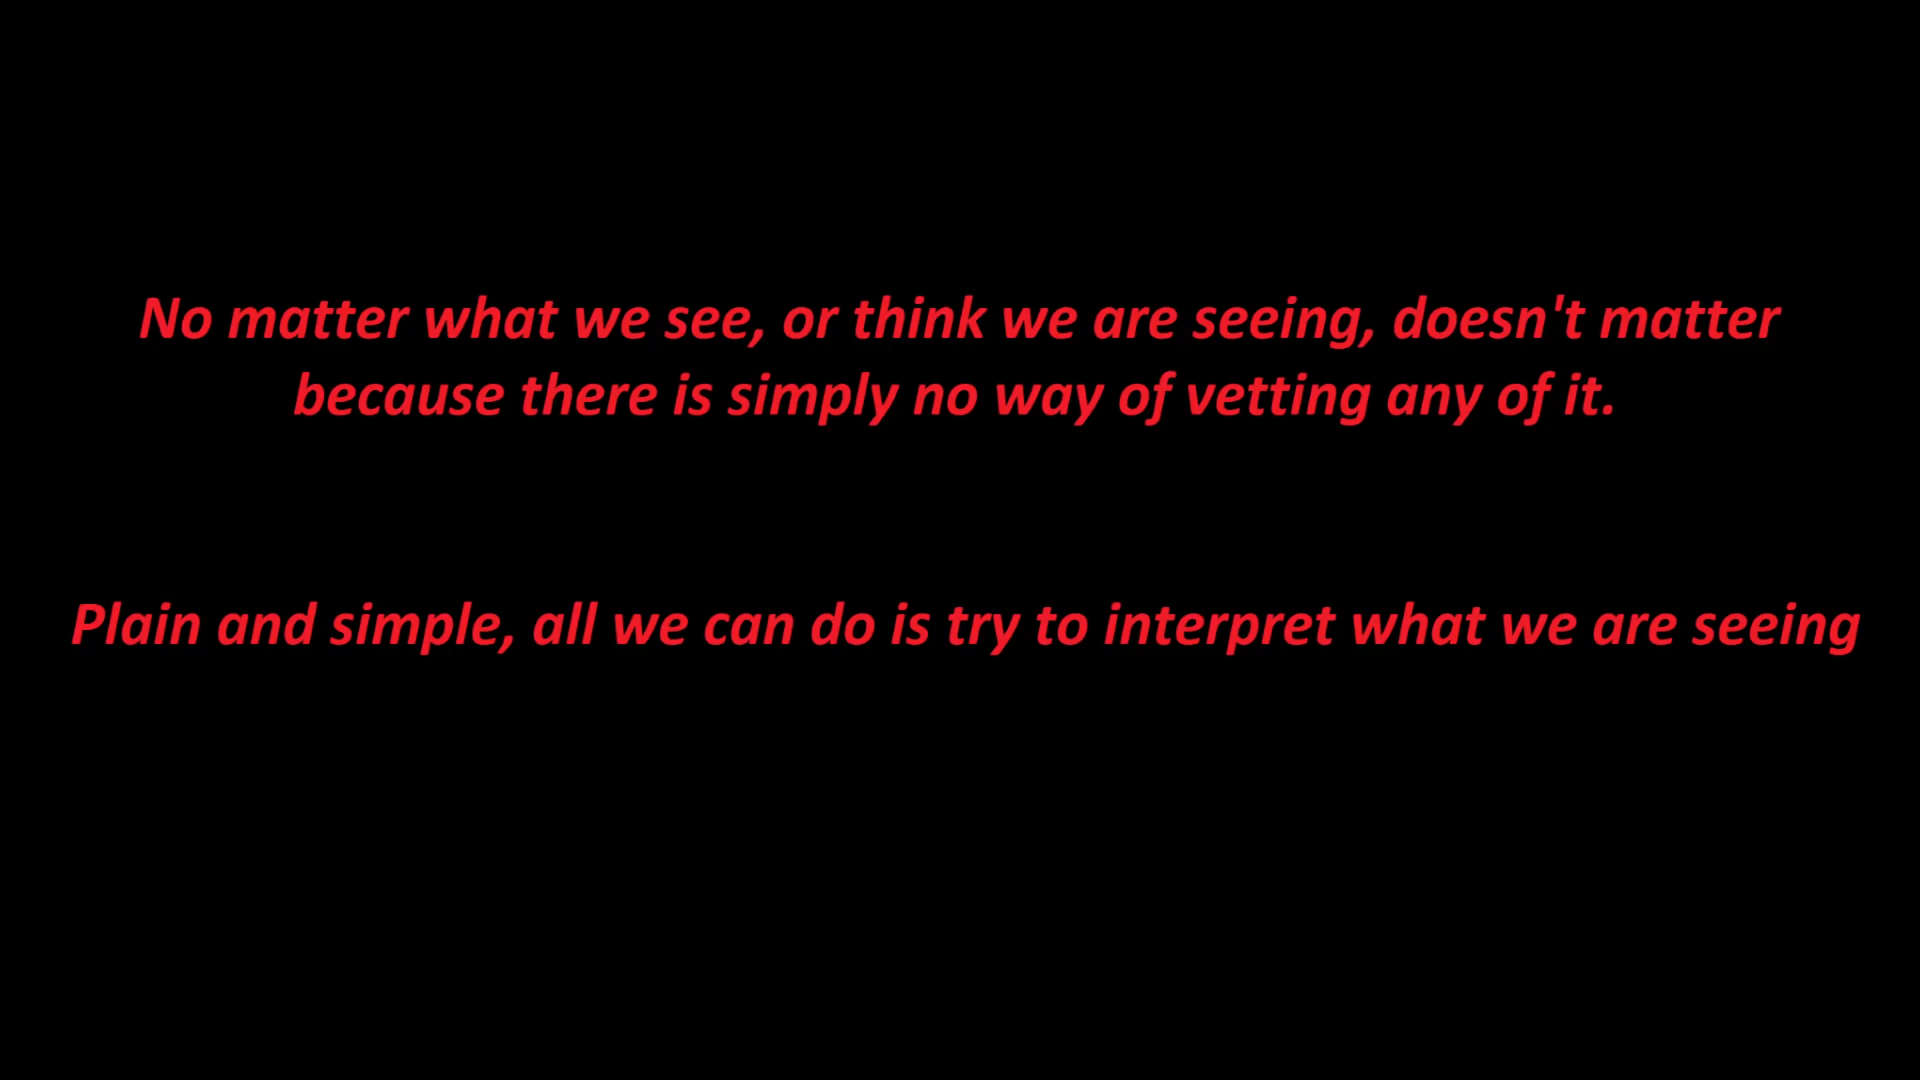 No matter what we see, or think we are seeing, doesn't matter
because there is simply no way of vetting any of it.
Plain and simple, all we can do is try to interpret what we are seeing